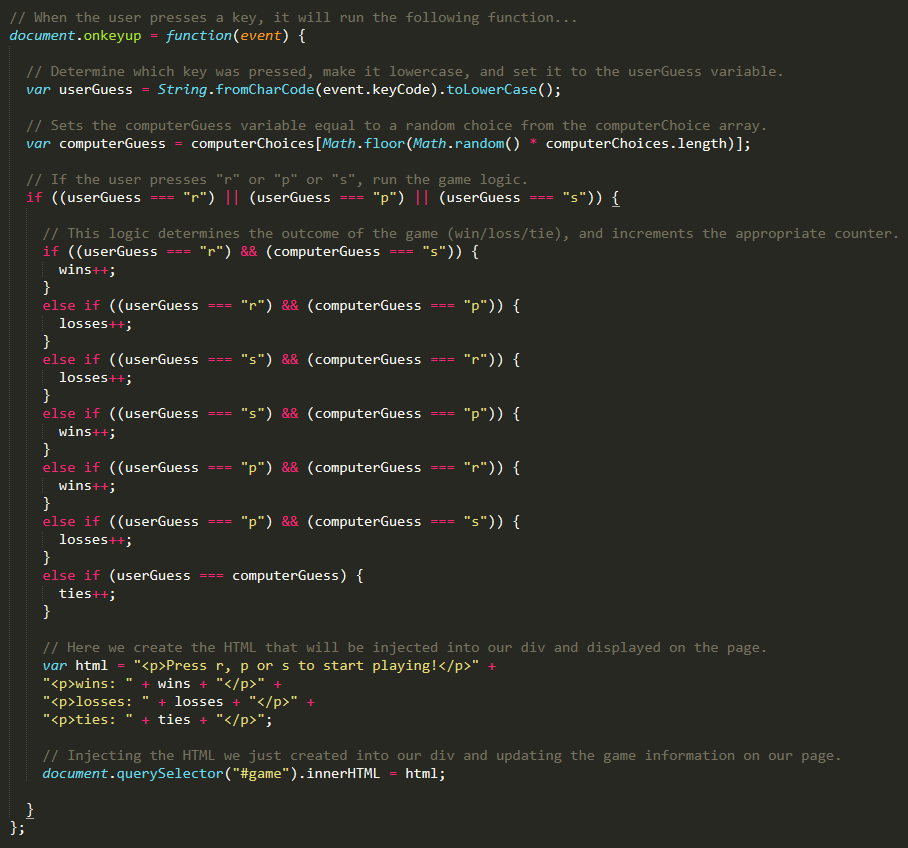 // When the user presses a key, it will run the following function...
document.onkeyup = function(event) {
// Determine which key was pressed, make it lowercase, and set it to the userGuess variable.
var userGuess = String.fromCharCode(event.keyCode).toLowerCase();
// Sets the computerGuess variable equal to a random choice from the computerChoice array.
var computerGuess = computerChoices[Math.floor(Math.random() * computerChoices.length)];
// If the user presses "r" or "p" or "s", run the game logic.
if ((userGuess === "r") || (userGuess === "p") || (userGuess === "s")) {
// This logic determines the outcome of the game (win/loss/tie), and increments the appropriate counter.
if ((userGuess === "r") && (computerGuess === "s")) {
wins++;
}
else if ((userGuess === "r") && (computerGuess === "p")) {
losses++;
}
else if ((userGuess === "s") && (computerGuess === "r")) {
losses++;
}
else if ((userGuess === "s") && (computerGuess === "p")) {
wins++;
}
else if ((userGuess === "p") && (computerGuess === "r")) {
wins++;
}
else if ((userGuess === "p") && (computerGuess === "s")) {
losses++;
}
else if (userGuess === computerGuess) {
ties++;
}
// Here we create the HTML that will be injected into our div and displayed on the page.
var html = "<p>Press r, p or s to start playing!</p>" +
"<p>wins: " + wins + "</p>" +
"<p>losses: " + losses + "</p>" +
"<p>ties: " + ties + "</p>";
// Injecting the HTML we just created into our div and updating the game information on our page.
document.querySelector("#game").innerHTML = html;
}
};